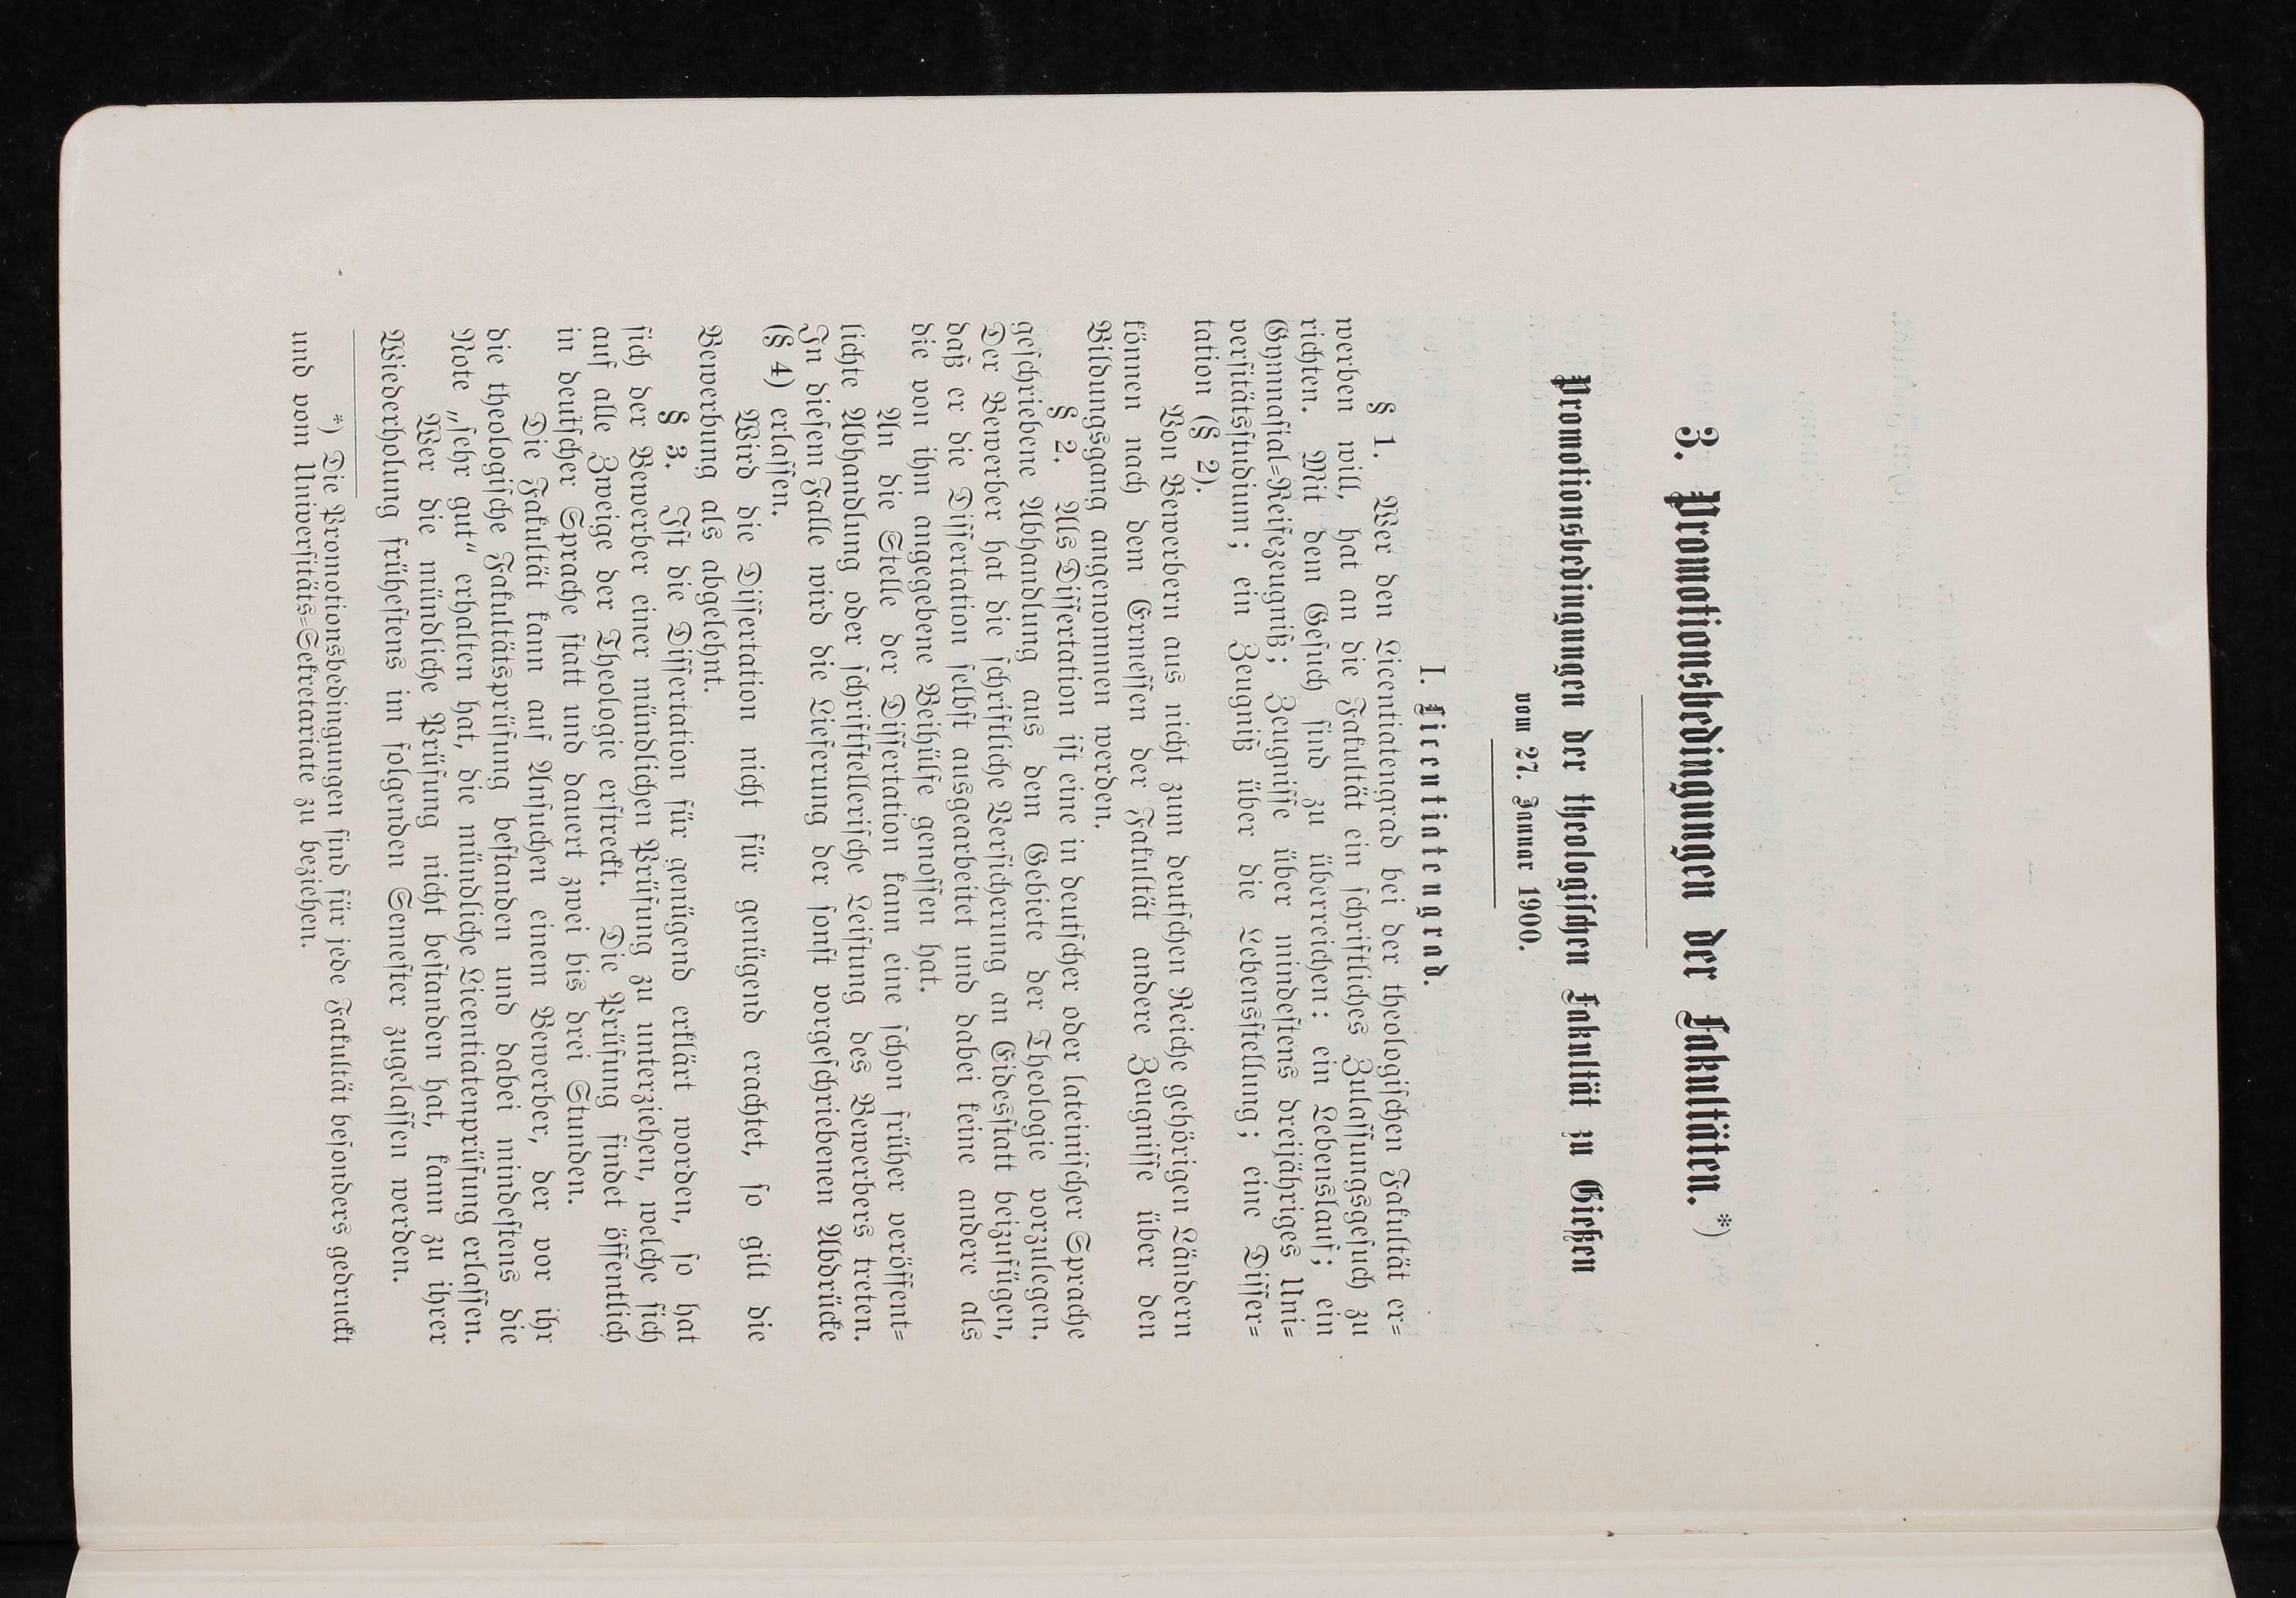 3. Promotionsbedingungen der Fakultäten.*)
Promotionsbedingungen der theologischen Fakultät zu Gießen
vom 27. Januar 1900.
I. Licentiatengrad.
§ 1. Wer den Licentiatengrad bei der theologischen Fakultät er=
werben will, hat an die Fakultät ein schriftliches Zulassungsgesuch zu
richten. Mit dem Gesuch sind zu überreichen: ein Lebenslauf; ein
Gymnasial=Reifezeugniß; Zeugnisse über mindestens dreijähriges Uni=
versitätsstudium; ein Zeugniß über die Lebensstellung; eine Disser=
tation (§ 2).
Von Bewerbern aus nicht zum deutschen Reiche gehörigen Ländern
können nach dem Ermessen der Fakultät andere Zeugnisse über den
Bildungsgang angenommen werden.
§ 2. Als Dissertation ist eine in deutscher oder lateinischer Sprache
geschriebene Abhandlung aus dem Gebiete der Theologie vorzulegen.
Der Bewerber hat die schriftliche Versicherung an Eidesstatt beizufügen,
daß er die Dissertation selbst ausgearbeitet und dabei keine andere als
die von ihm angegebene Beihülfe genossen hat.
An die Stelle der Dissertation kann eine schon früher veröffent=
lichte Abhandlung oder schriftstellerische Leistung des Bewerbers treten.
In diesem Falle wird die Lieferung der sonst vorgeschriebenen Abdrücke
(§ 4) erlassen.
Wird die Dissertation nicht für genügend erachtet, so gilt die
Bewerbung als abgelehnt.
§ 3. Ist die Dissertation für genügend erklärt worden, so hat
sich der Bewerber einer mündlichen Prüfung zu unterziehen, welche sich
auf alle Zweige der Theologie erstreckt. Die Prüfung findet öffentlich
in deutscher Sprache statt und dauert zwei bis drei Stunden.
Die Fakultät kann auf Ansuchen einem Bewerber, der vor ihr
die theologische Fakultätsprüfung bestanden und dabei mindestens die
Note „sehr gut“ erhalten hat, die mündliche Licentiatenprüfung erlassen.
Wer die mündliche Prüfung nicht bestanden hat, kann zu ihrer
Wiederholung frühestens im folgenden Semester zugelassen werden.
*) Die Promotionsbedingungen sind für jede Fakultät besonders gedruckt
und vom Universitäts=Sekretariate zu beziehen.